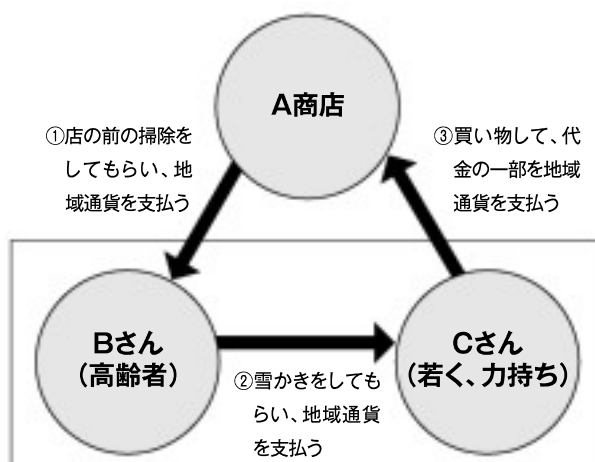 A商店
①店の前の掃除を
してもらい、地
域通貨を支払う
③買い物して、代
金の一部を地域
通貨を支払う
Bさん
(高齢者)
Cさん
(若く、力持ち)
②雪かきをしても
らい、地域通貨
を支払う